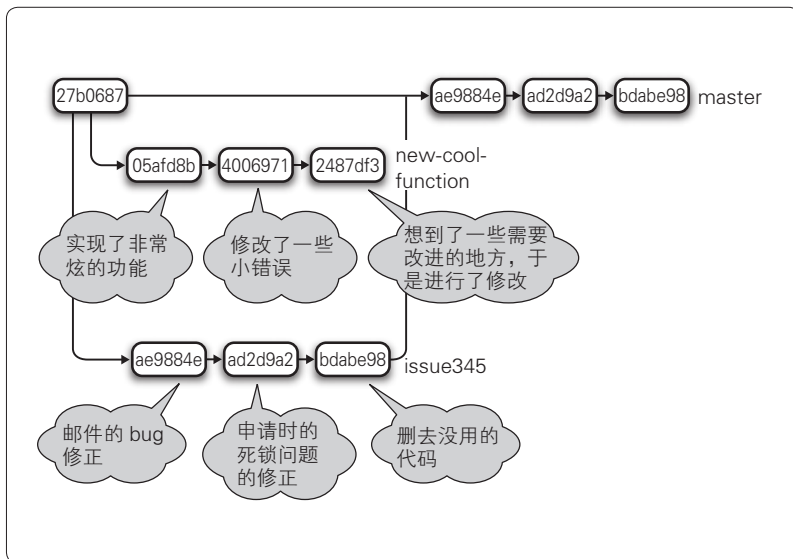 27b0687
ae9884e
ad2d9a2
bdabe98
master
05afd8b
4006971
2487df3
new-cool-
function
实现了非常
炫的功能
修改了一些
小错误
想到了一些需要
改进的地方，于
是进行了修改
ae9884e
ad2d9a2
bdabe98
issue345
邮件的 bug
修正
申请时的
死锁问题
的修正
删去没用的
代码